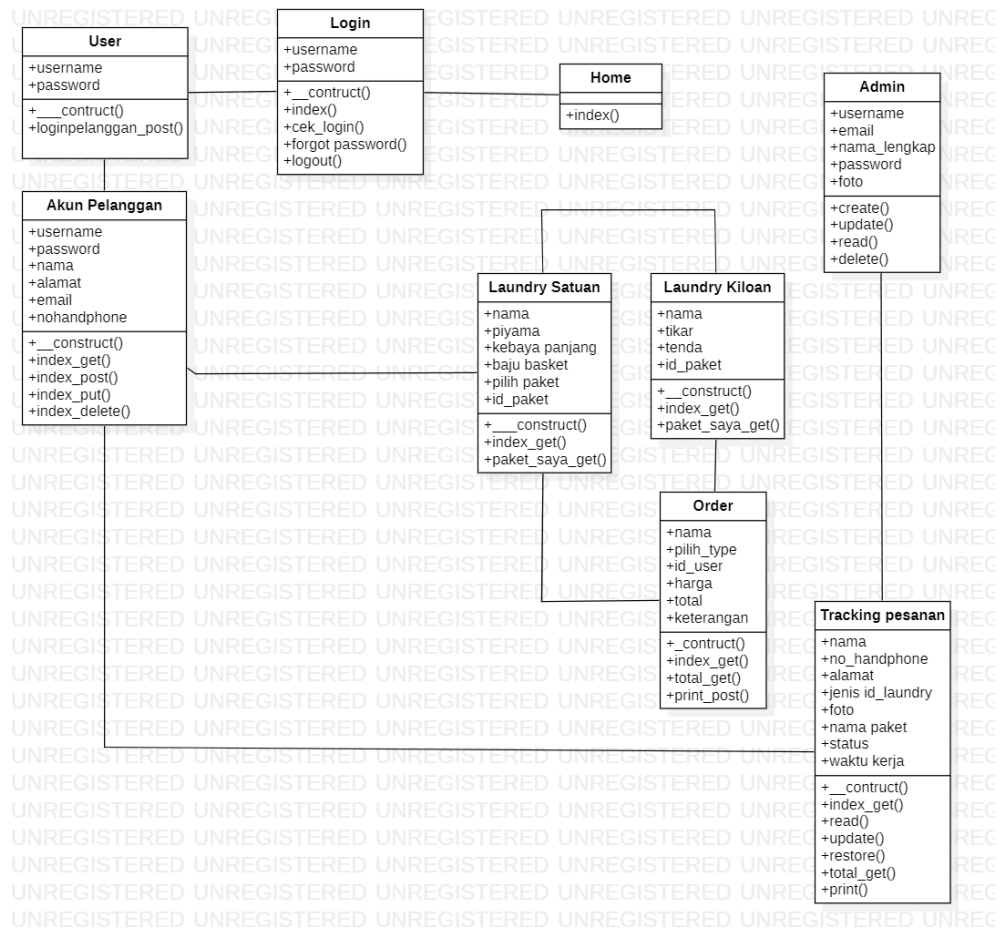 User
+username
+password
+___contruct()
+loginpelanggan_post()
Login
+username
+password
+__contruct()
+index()
+cek_login()
+forgot password()
+logout()
Home
+index()
Admin
+username
+email
+nama_lengkap
+password
+foto
+create()
+update()
+read()
+delete()
Akun Pelanggan
+username
+password
+nama
+alamat
+email
+nohandphone
+__construct()
+index_get()
+index_post()
+index_put()
+index_delete()
Laundry Satuan
+nama
+piyama
+kebaya panjang
+baju basket
+pilih paket
+id_paket
+___construct()
+index_get()
+paket_saya_get()
Laundry Kiloan
+nama
+tikar
+tenda
+id_paket
+__construct()
+index_get()
+paket_saya_get()
Order
+nama
+pilih_type
+id_user
+harga
+total
+keterangan
+_contruct()
+index_get()
+total_get()
+print_post()
Tracking pesanan
+nama
+no_handphone
+alamat
+jenis id_laundry
+foto
+nama paket
+status
+waktu kerja
+__contruct()
+index_get()
+read()
+update()
+restore()
+total_get()
+print()
UNREGISTERED